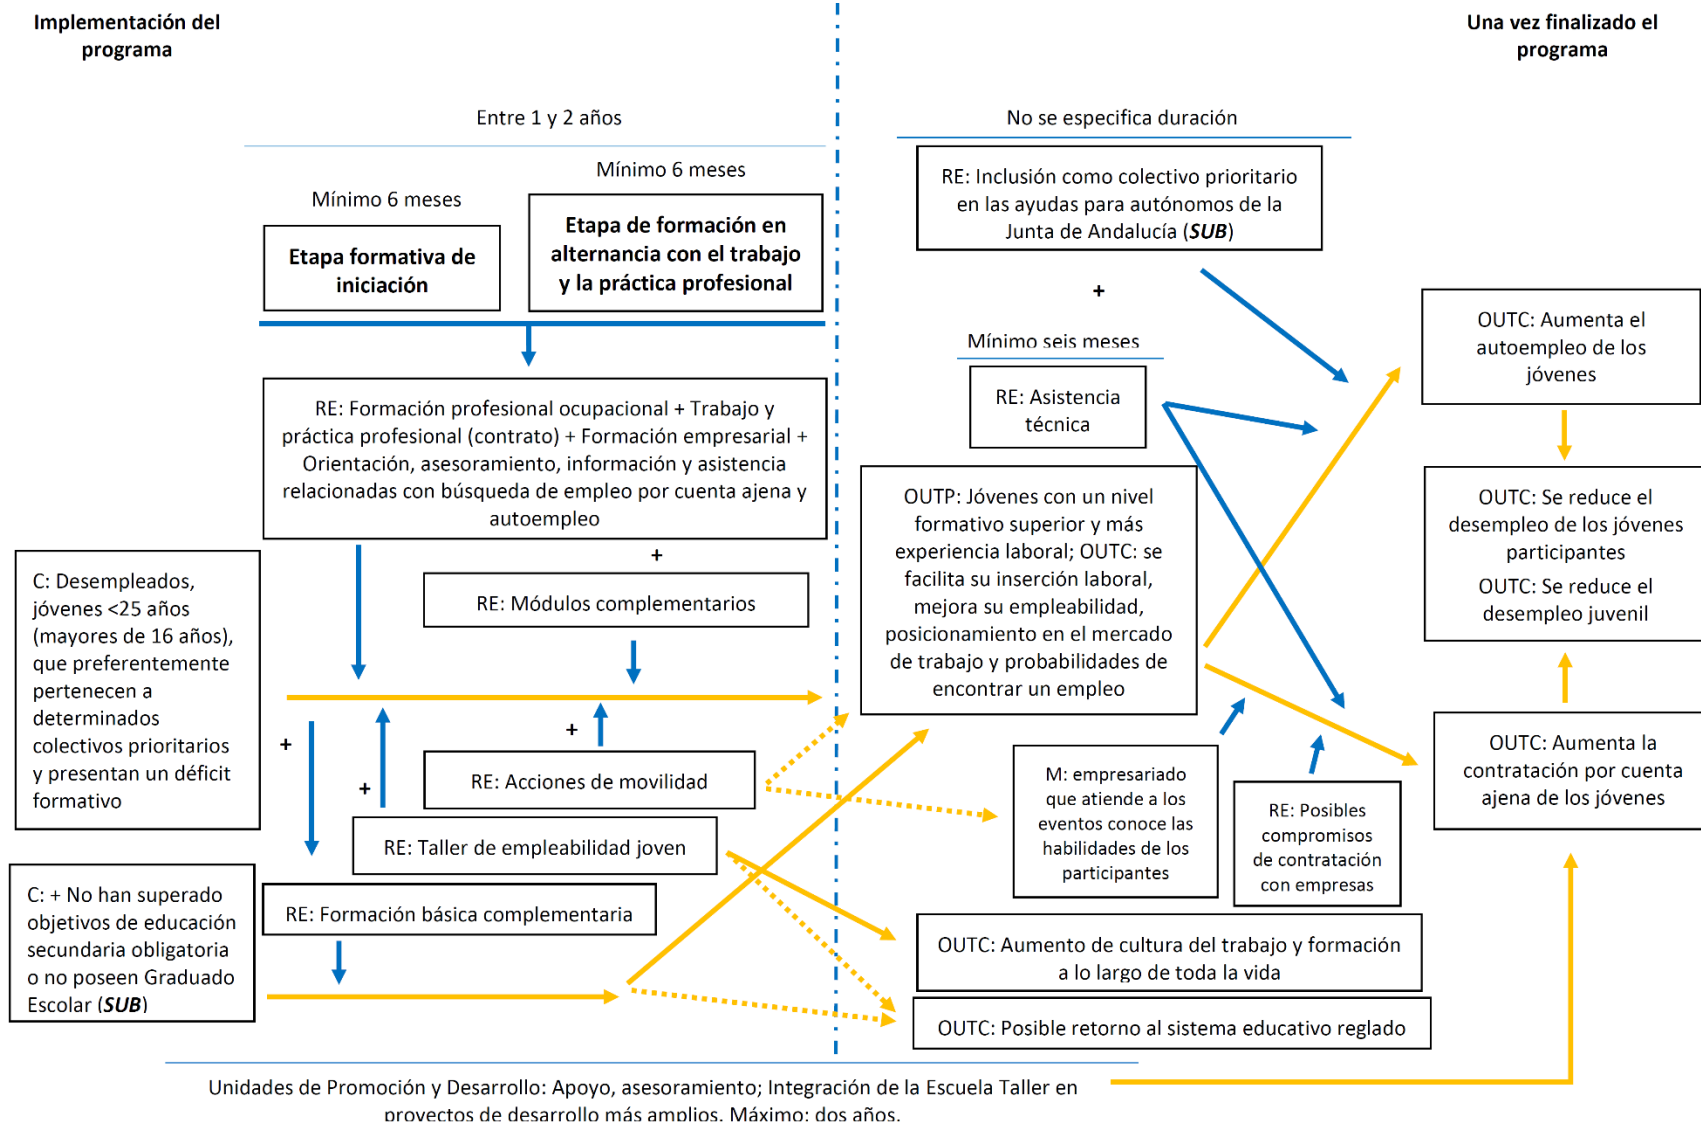 Implementación del
programa
Una vez finalizado el
programa
Entre 1 y 2 años
No se especifica duración
Mínimo 6 meses
Mínimo 6 meses
Etapa formativa de
iniciación
Etapa de formación en
alternancia con el trabajo
y la práctica profesional
RE: Inclusión como colectivo prioritario
en las ayudas para autónomos de la
Junta de Andalucía (SUB)
+
Mínimo seis meses
RE: Asistencia
técnica
OUTC: Aumenta el
autoempleo de los
jóvenes
RE: Formación profesional ocupacional + Trabajo y
práctica profesional (contrato) + Formación empresarial +
Orientación, asesoramiento, información y asistencia
relacionadas con búsqueda de empleo por cuenta ajena y
autoempleo
+
RE: Módulos complementarios
OUTP: Jóvenes con un nivel
formativo superior y más
experiencia laboral; OUTC: se
facilita su inserción laboral,
mejora su empleabilidad,
posicionamiento en el mercado
de trabajo y probabilidades de
encontrar un empleo
OUTC: Se reduce el
desempleo de los jóvenes
participantes
OUTC: Se reduce el
desempleo juvenil
C: Desempleados,
jóvenes <25 años
(mayores de 16 años),
que preferentemente
pertenecen a
determinados
colectivos prioritarios
y presentan un déficit
formativo
+
+
+
RE: Acciones de movilidad
RE: Taller de empleabilidad joven
RE: Formación básica complementaria
M: empresariado
que atiende a los
eventos conoce las
habilidades de los
participantes
RE: Posibles
compromisos
de contratación
con empresas
OUTC: Aumenta la
contratación por cuenta
ajena de los jóvenes
C: + No han superado
objetivos de educación
secundaria obligatoria
o no poseen Graduado
Escolar (SUB)
OUTC: Aumento de cultura del trabajo y formación
a lo largo de toda la vida
OUTC: Posible retorno al sistema educativo reglado
Unidades de Promoción y Desarrollo: Apoyo, asesoramiento; Integración de la Escuela Taller en
proyectos de desarrollo más amplios. Máximo: dos años.